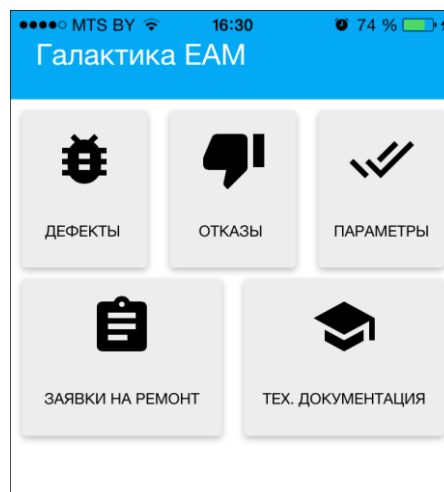 MTS BY 16:30 74 %
Галактика EAM
ДЕФЕКТЫ ОТКАЗЫ ПАРАМЕТРЫ
ЗАЯВКИ НА РЕМОНТ ТЕХ. ДОКУМЕНТАЦИЯ